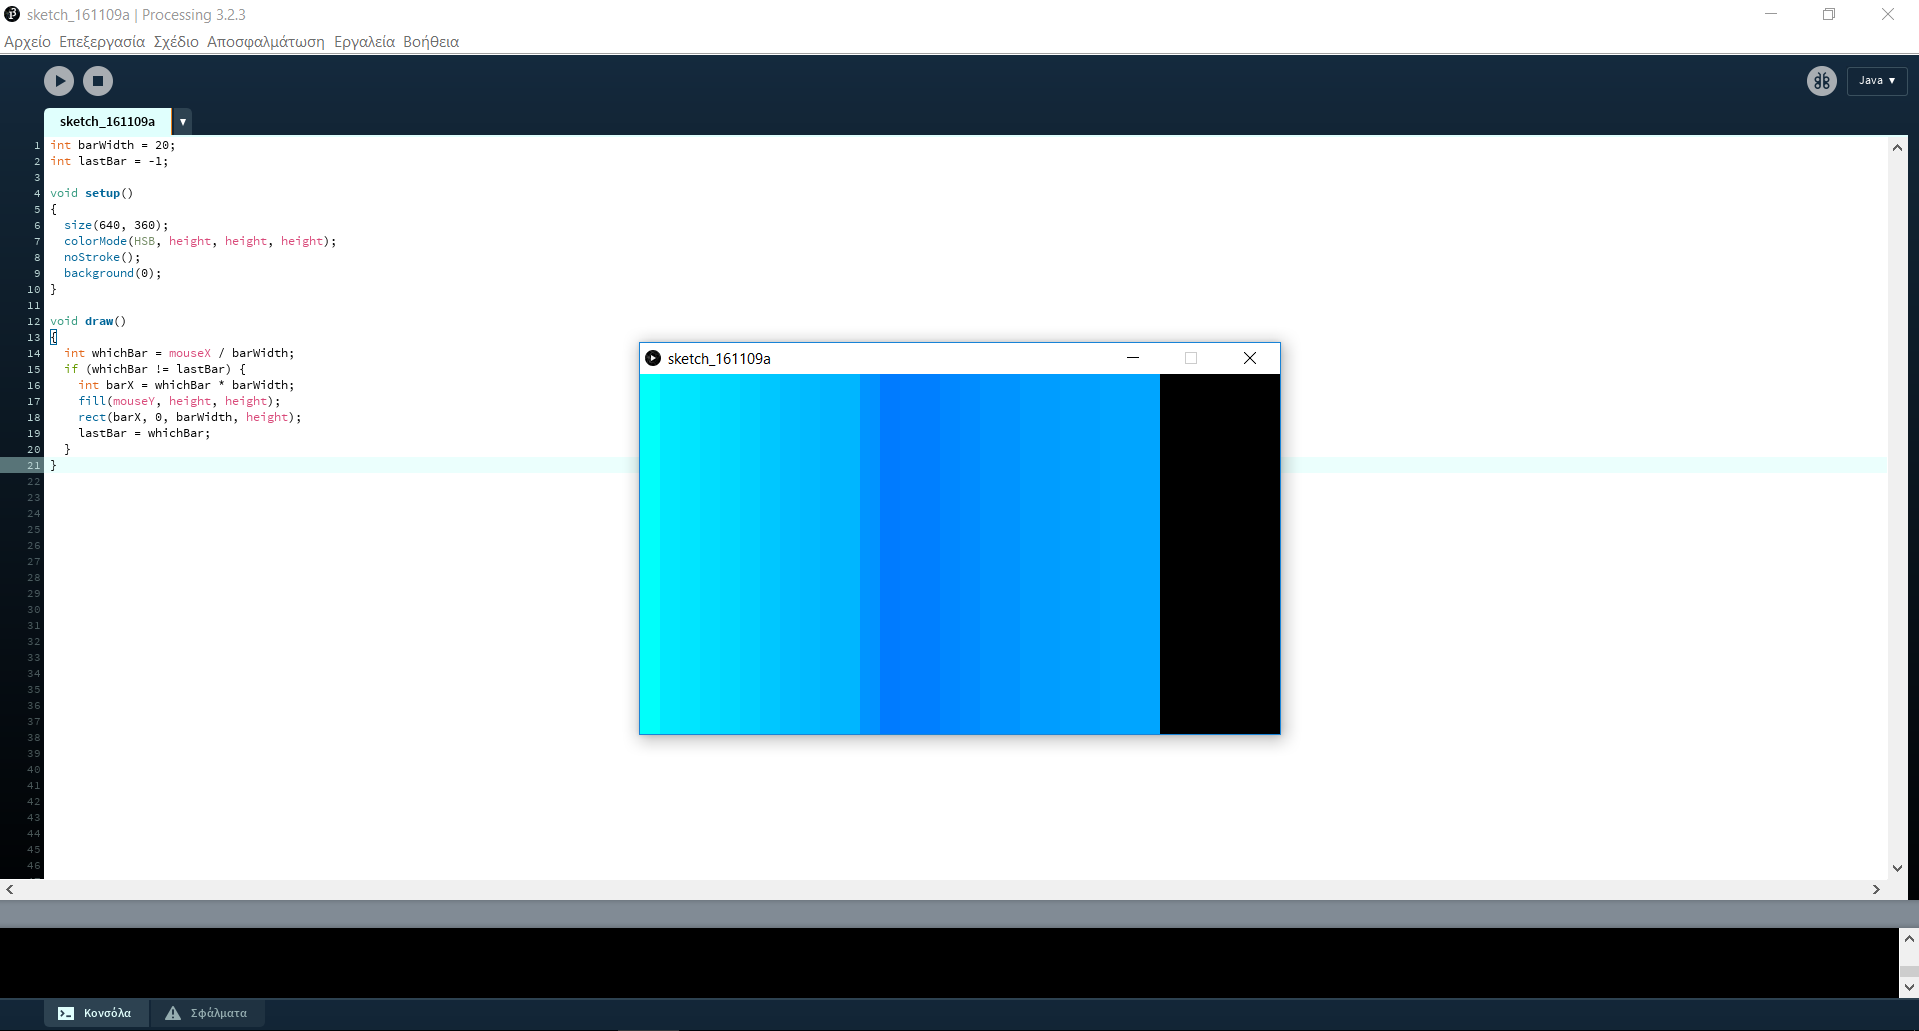 sketch_161109a | Processing 3.2.3
Αρχείο Επεξεργασία Σχέδιο Αποσφαλμάτωση Εργαλεία Βοήθεια
Java ▼
sketch_161109a ▼
1 int barWidth = 20;
2 int lastBar = -1;
3
4 void setup()
5 {
6   size(640, 360);
7   colorMode(HSB, height, height, height);
8   noStroke();
9   background(0);
10 }
11
12 void draw()
13 {
14   int whichBar = mouseX / barWidth;
15   if (whichBar != lastBar) {
16     int barX = whichBar * barWidth;
17     fill(mouseY, height, height);
18     rect(barX, 0, barWidth, height);
19     lastBar = whichBar;
20   }
21 }
22
23
24
25
26
27
28
29
30
31
32
33
34
35
36
37
38
39
40
41
42
43
44
45
46
sketch_161109a
Κονσόλα Σφάλματα